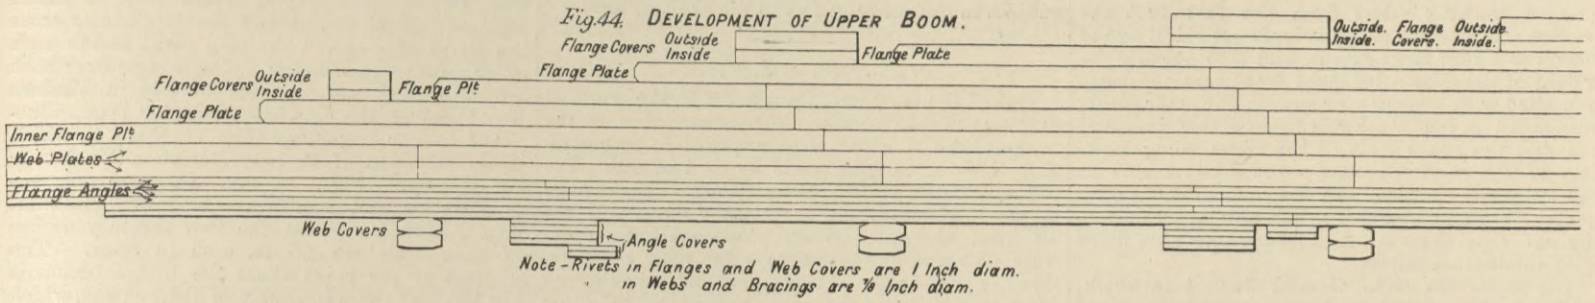 Fig.44. DEVELOPMENT OF UPPER BOOM.
Flange Covers Outside Inside
Flange Plate
Outside. Flange Outside.
Inside. Covers. Inside.
Flange Plate
Flange Covers Outside Inside
Flange Plt
Flange Plate
Inner Flange Plt
Web Plates
Flange Angles
Web Covers
Angle Covers
Note - Rivets in Flanges and Web Covers are 1 Inch diam.
in Webs and Bracings are 7/8 Inch diam.